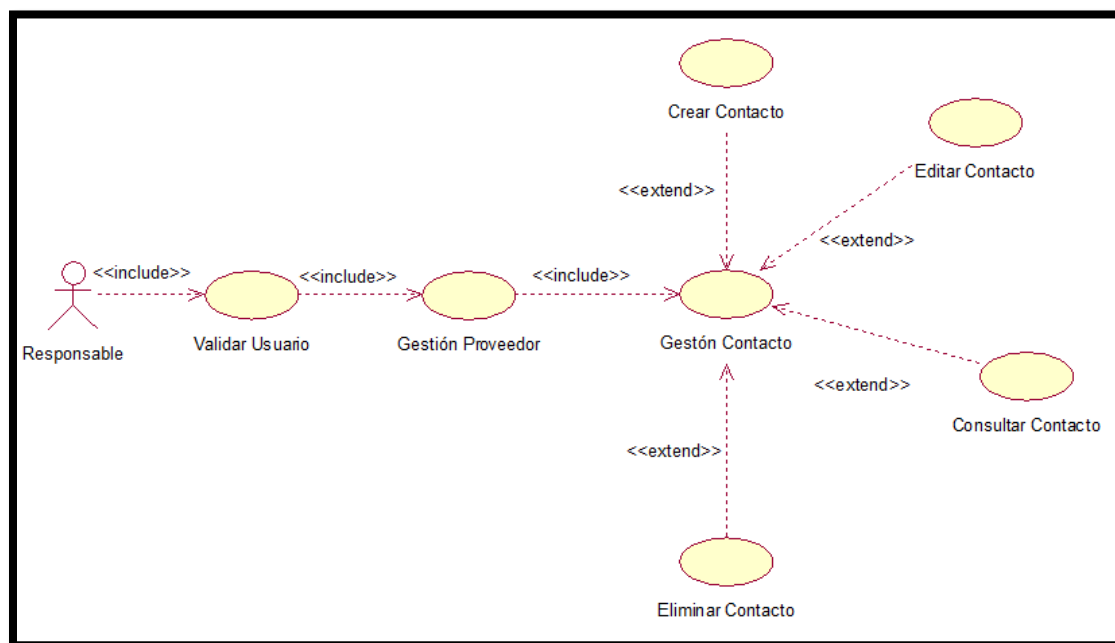 Crear Contacto
Editar Contacto
<<extend>>
<<extend>>
<<include>>
<<include>>
<<include>>
Responsable
Validar Usuario
Gestión Proveedor
Gestón Contacto
<<extend>>
Consultar Contacto
<<extend>>
Eliminar Contacto